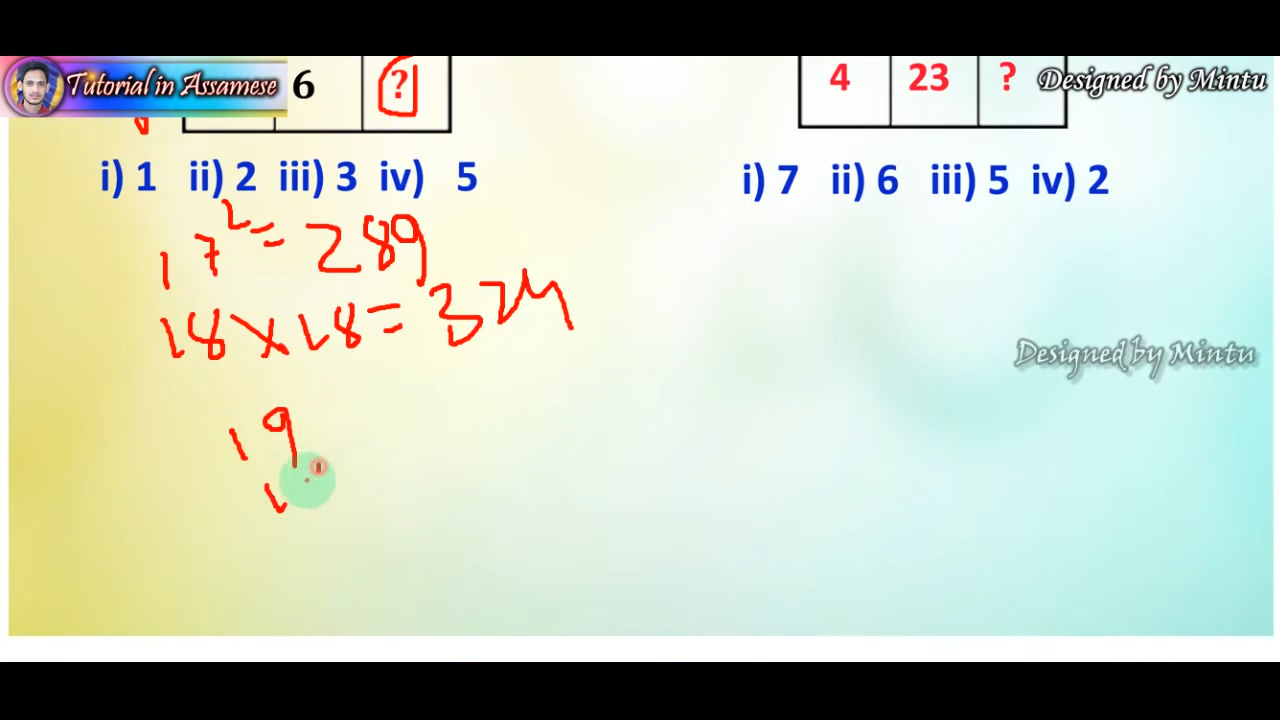 Tutorial in Assamese 6 ?
4 23 ? Designed by Mintu
i) 1 ii) 2 iii) 3 iv) 5
i) 7 ii) 6 iii) 5 iv) 2
17² = 289
18 × 18 = 324
Designed by Mintu
19
1